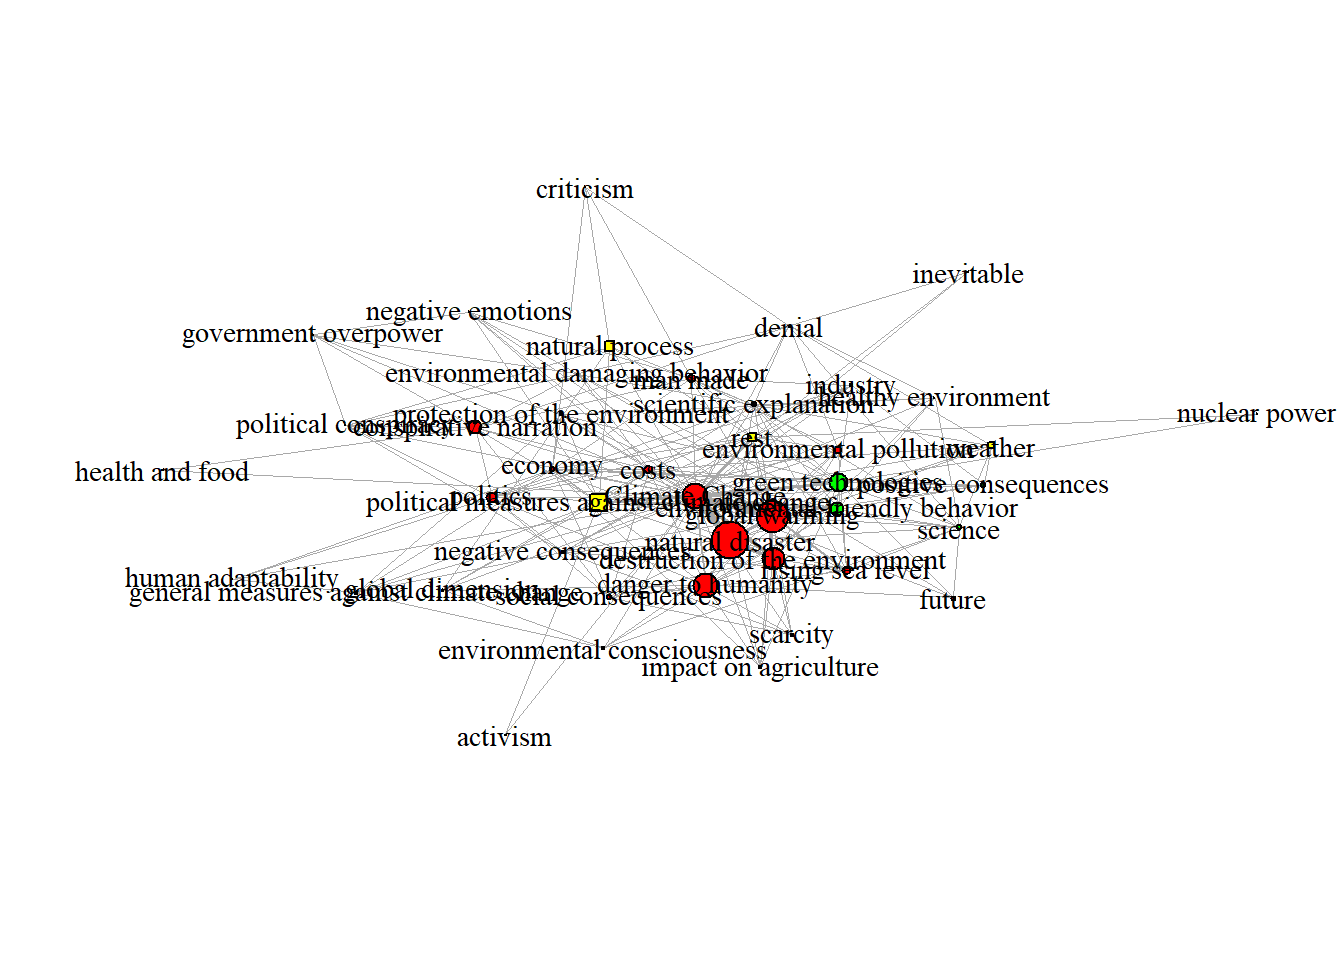 criticism
inevitable
negative emotions
denial
government overpower
natural process
environmental damaging behavior
man made
industry
healthy environment
scientific explanation
nuclear power
protection of the environment
political conspiracy
conspirative narration
rest
environmental pollution
weather
health and food
economy
costs
green technologies
positive consequences
politics
Climate Change
political measures against climate change
environmental friendly behavior
global warming
science
natural disaster
negative consequences
destruction of the environment
rising sea level
human adaptability
general measures against climate change
global dimension
danger to humanity
social consequences
future
scarcity
environmental consciousness
impact on agriculture
activism